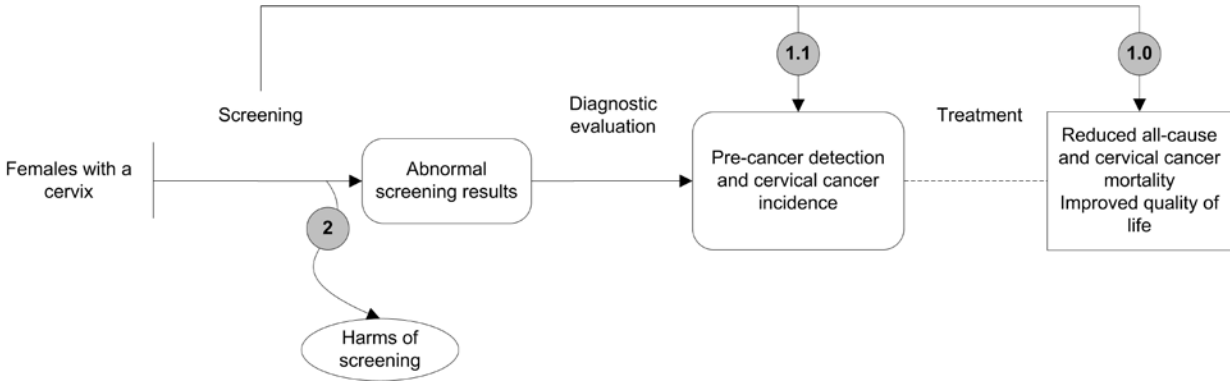 1.1
1.0
Screening
Diagnostic
evaluation
Treatment
Females with a
cervix
Abnormal
screening results
Pre-cancer detection
and cervical cancer
incidence
Reduced all-cause
and cervical cancer
mortality
Improved quality of
life
2
Harms of
screening